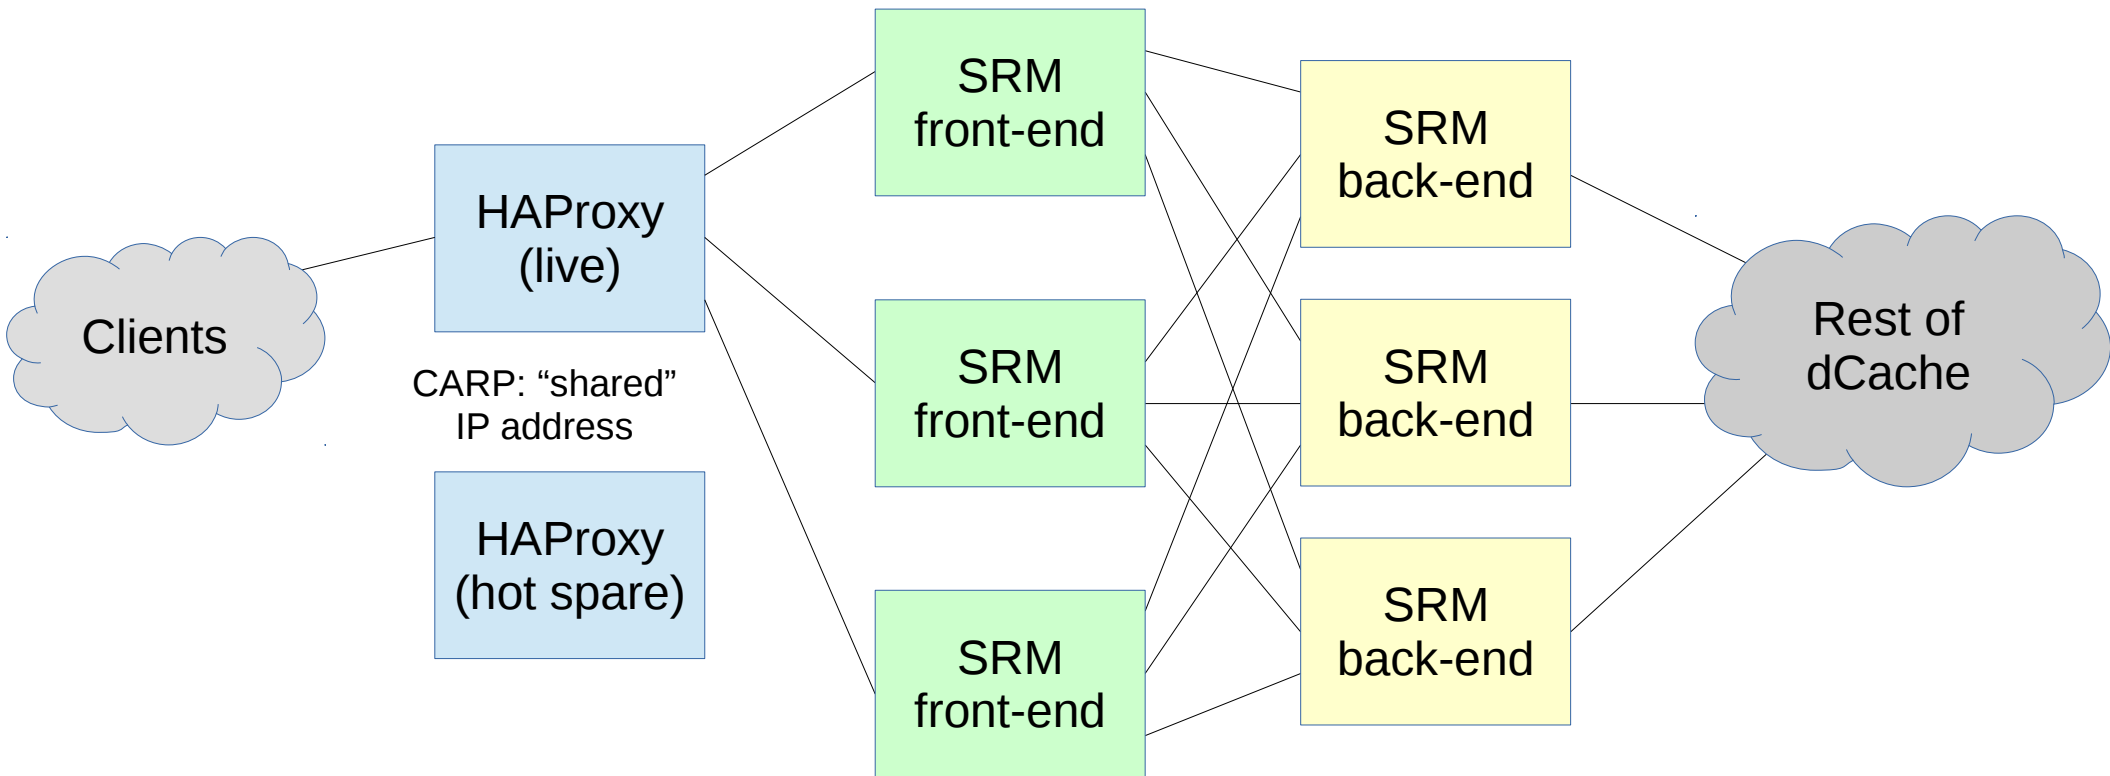 Clients
HAProxy
(live)
CARP: “shared”
IP address
HAProxy
(hot spare)
SRM
front-end
SRM
front-end
SRM
front-end
SRM
back-end
SRM
back-end
SRM
back-end
Rest of
dCache